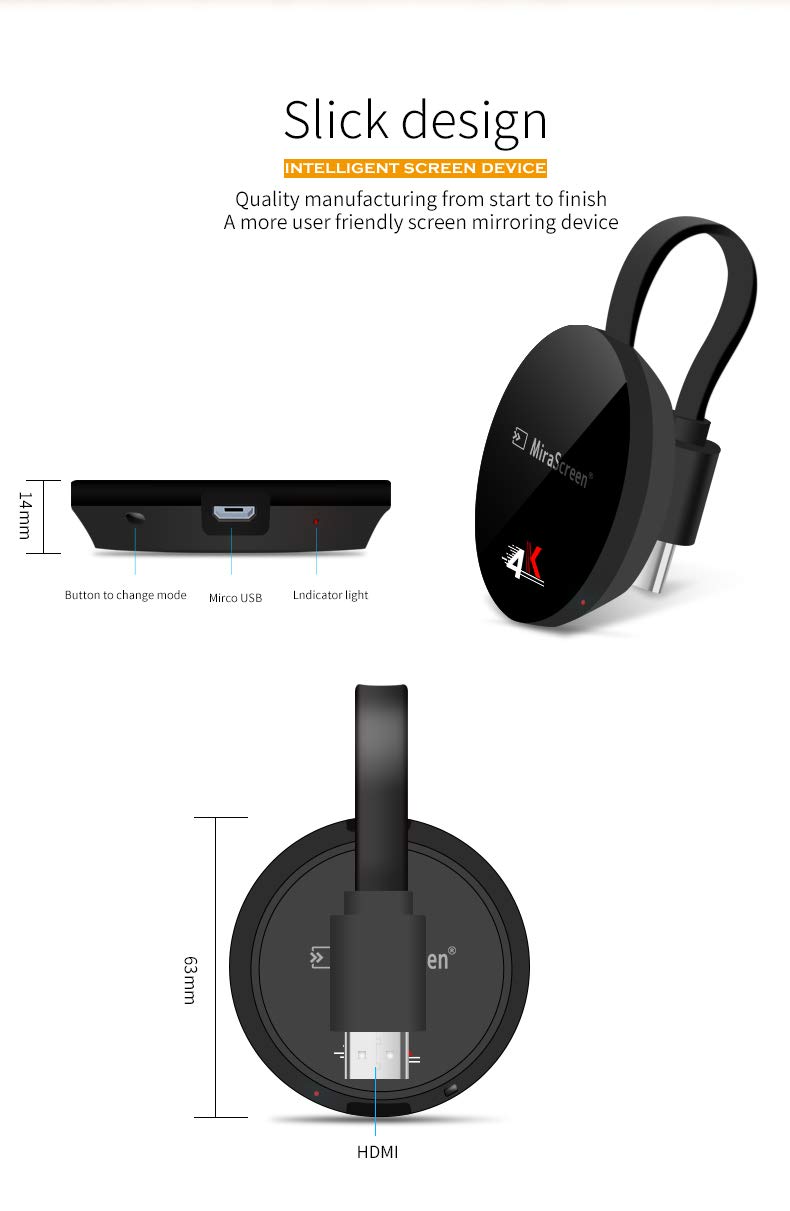 Slick design
INTELLIGENT SCREEN DEVICE
Quality manufacturing from start to finish
A more user friendly screen mirroring device
MiraScreen®
4K
14mm
Button to change mode
Mirco USB
Lndicator light
63mm
en®
HDMI